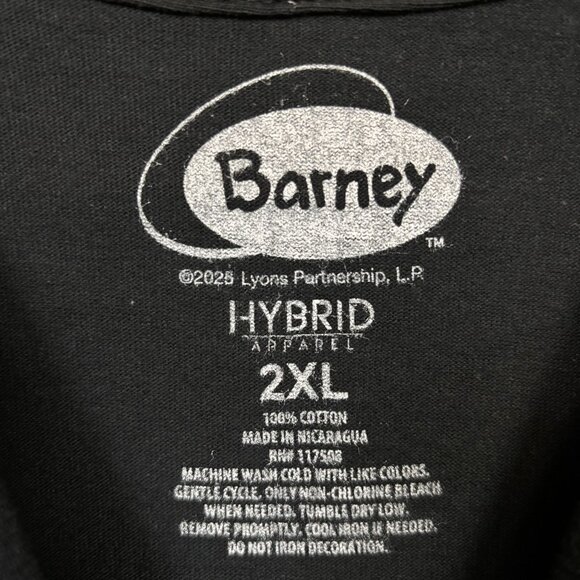 Barney
™
©2025 Lyons Partnership, L.P.
HYBRID
APPAREL
2XL
100% COTTON
MADE IN NICARAGUA
RN# 117508
MACHINE WASH COLD WITH LIKE COLORS.
GENTLE CYCLE. ONLY NON-CHLORINE BLEACH
WHEN NEEDED. TUMBLE DRY LOW.
REMOVE PROMPTLY. COOL IRON IF NEEDED.
DO NOT IRON DECORATION.